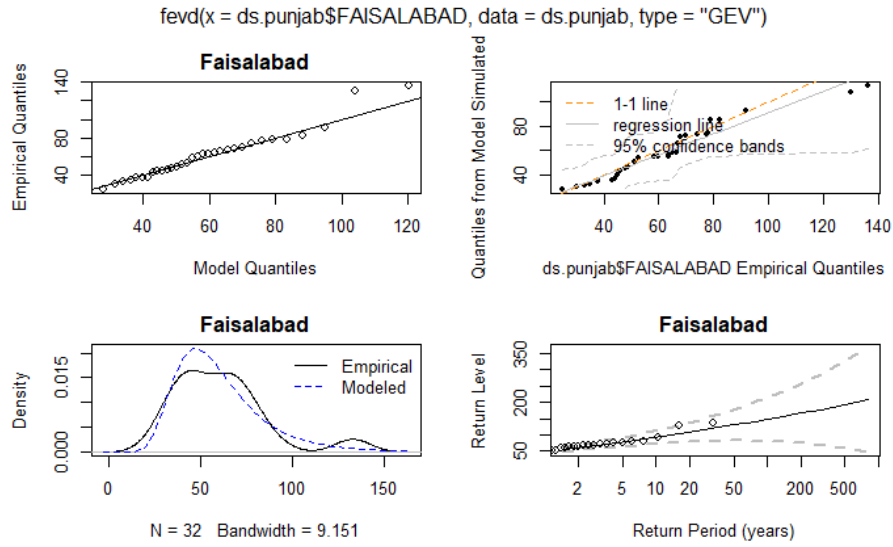 fevd(x = ds.punjab$FAISALABAD, data = ds.punjab, type = "GEV")
Faisalabad
Empirical Quantiles
140
80
40
40 60 80 100 120
Model Quantiles
Quantiles from Model Simulated
80
40
1-1 line
regression line
95% confidence bands
40 60 80 100 120 140
ds.punjab$FAISALABAD Empirical Quantiles
Faisalabad
Density
0.015
0.000
Empirical
Modeled
0 50 100 150
N = 32 Bandwidth = 9.151
Faisalabad
Return Level
350
200
50
2 5 10 20 50 200 500
Return Period (years)